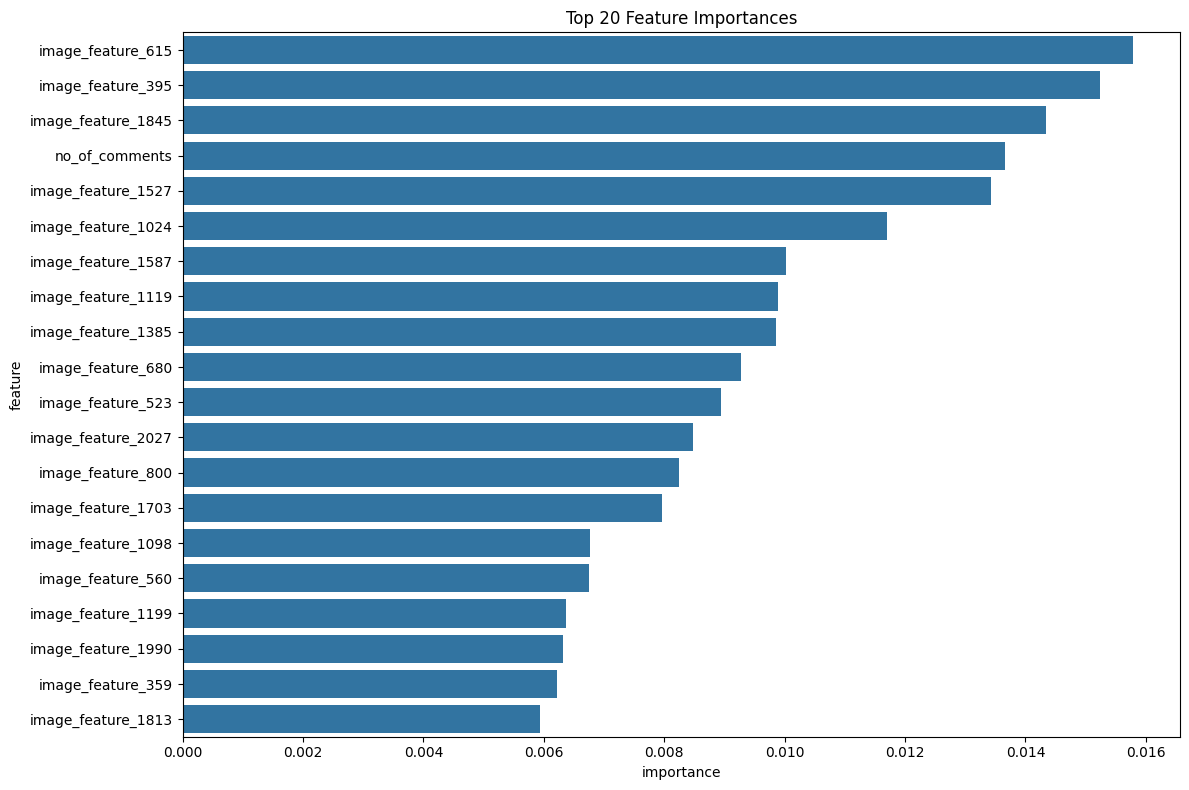 Top 20 Feature Importances
feature
image_feature_615
image_feature_395
image_feature_1845
no_of_comments
image_feature_1527
image_feature_1024
image_feature_1587
image_feature_1119
image_feature_1385
image_feature_680
image_feature_523
image_feature_2027
image_feature_800
image_feature_1703
image_feature_1098
image_feature_560
image_feature_1199
image_feature_1990
image_feature_359
image_feature_1813
0.000 0.002 0.004 0.006 0.008 0.010 0.012 0.014 0.016
importance